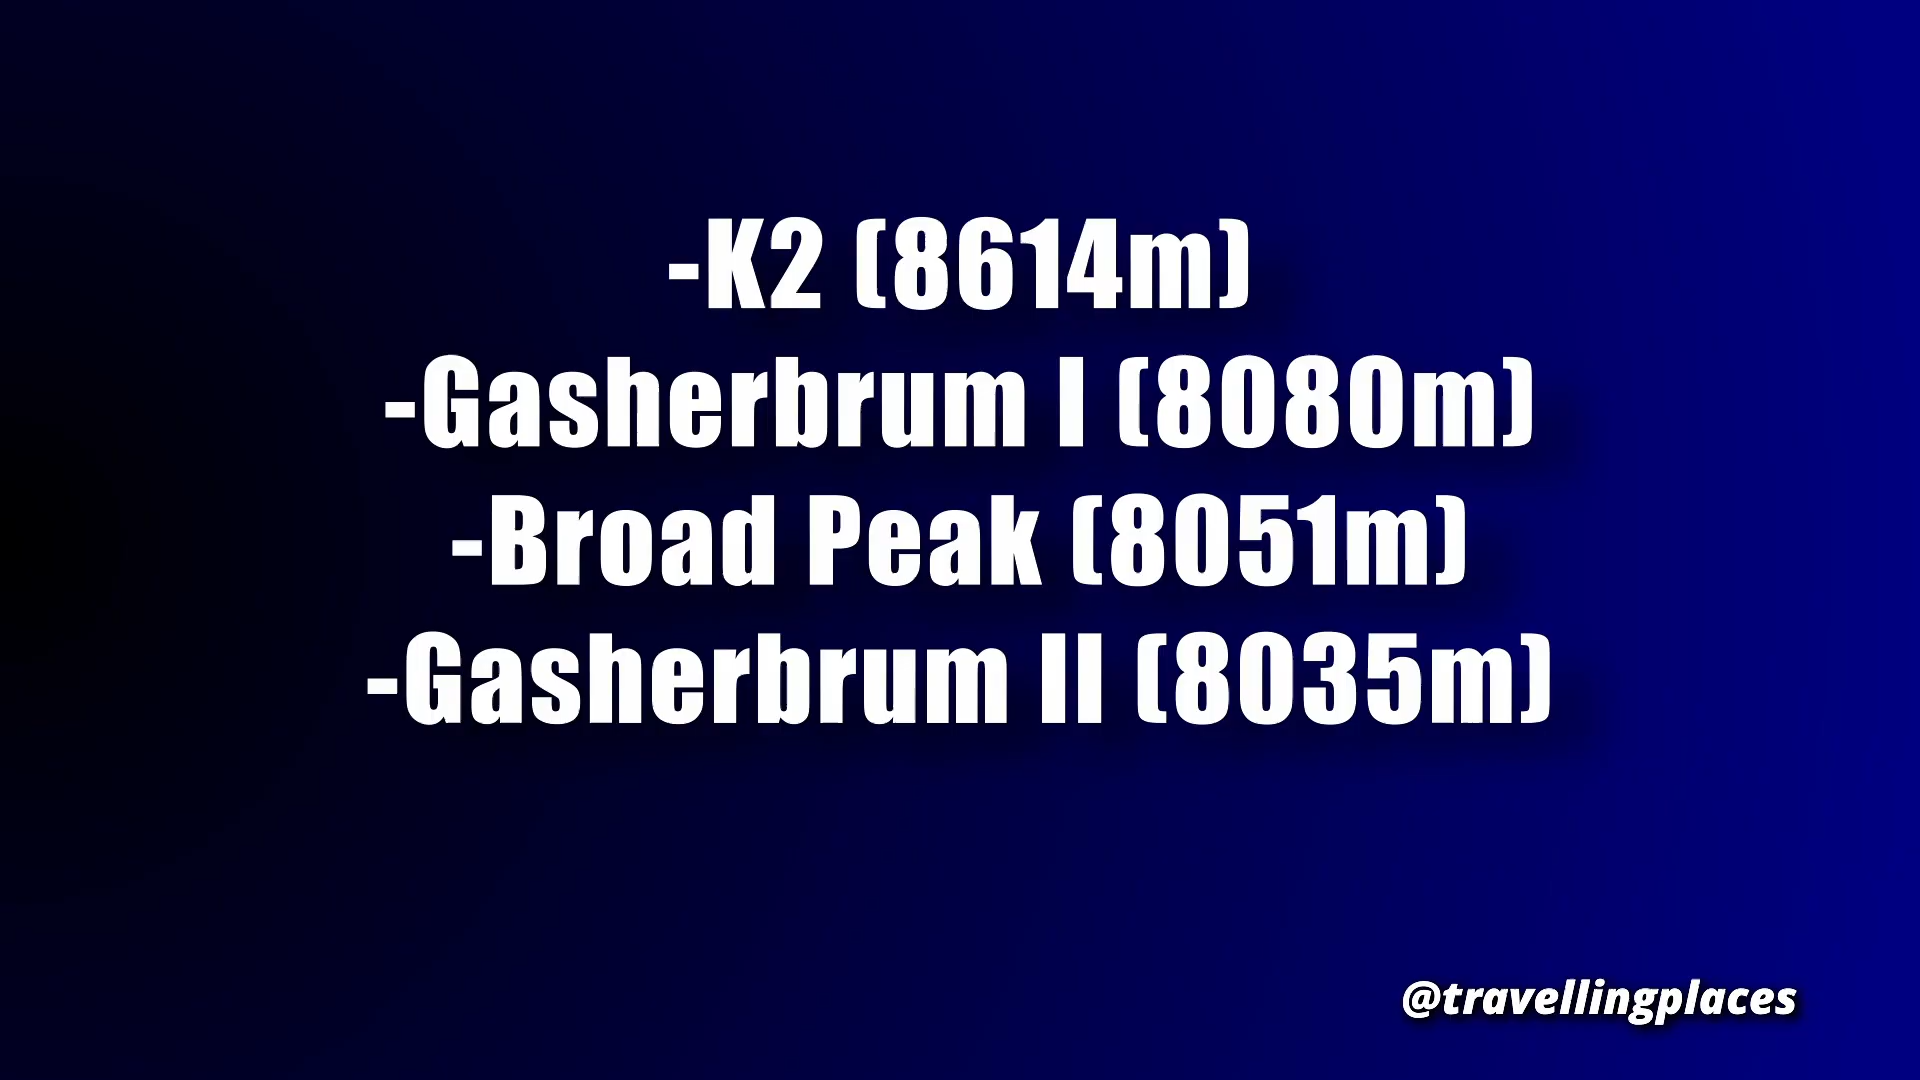 -K2 (8614m)
-Gasherbrum I (8080m)
-Broad Peak (8051m)
-Gasherbrum II (8035m)
@travellingplaces